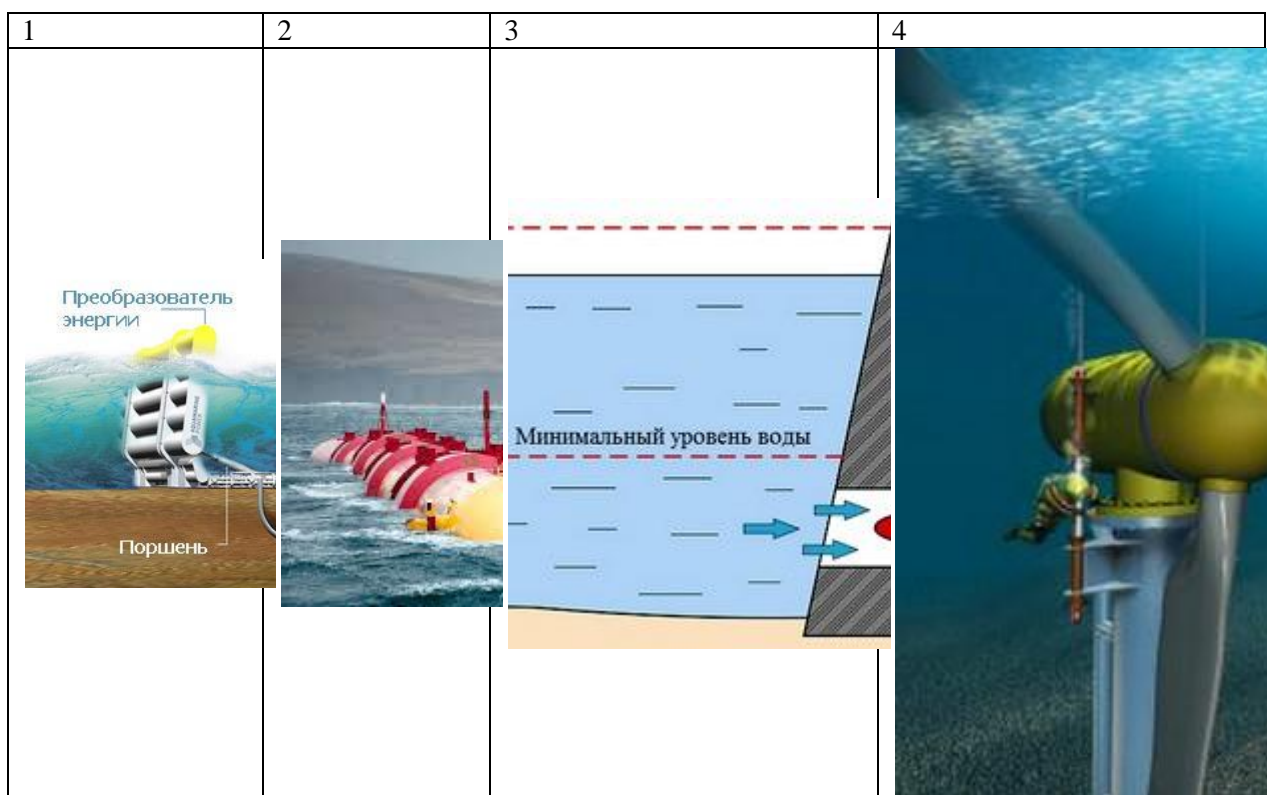 1
2
3
4
Преобразователь
энергии
Поршень
Минимальный уровень воды